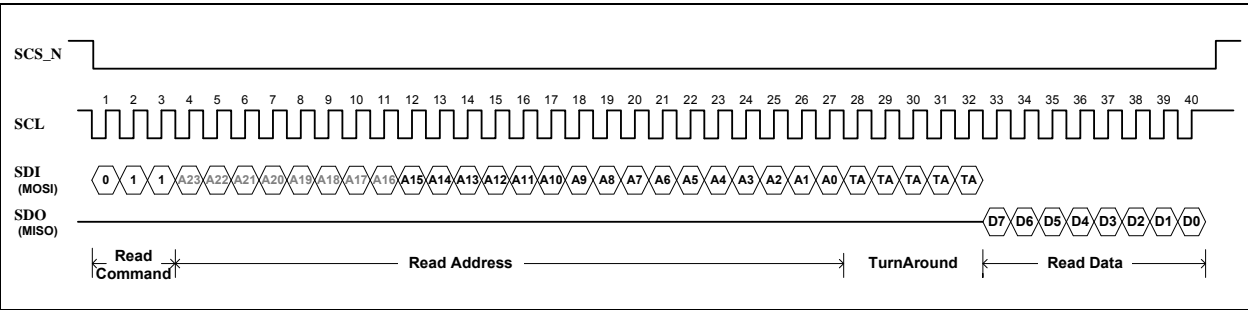 SCS_N
1 2 3 4 5 6 7 8 9 10 11 12 13 14 15 16 17 18 19 20 21 22 23 24 25 26 27 28 29 30 31 32 33 34 35 36 37 38 39 40
SCL
SDI
(MOSI)
0 1 1 A23 A22 A21 A20 A19 A18 A17 A16 A15 A14 A13 A12 A11 A10 A9 A8 A7 A6 A5 A4 A3 A2 A1 A0 TA TA TA TA TA
SDO
(MISO)
D7 D6 D5 D4 D3 D2 D1 D0
Read
Command
Read Address
TurnAround
Read Data